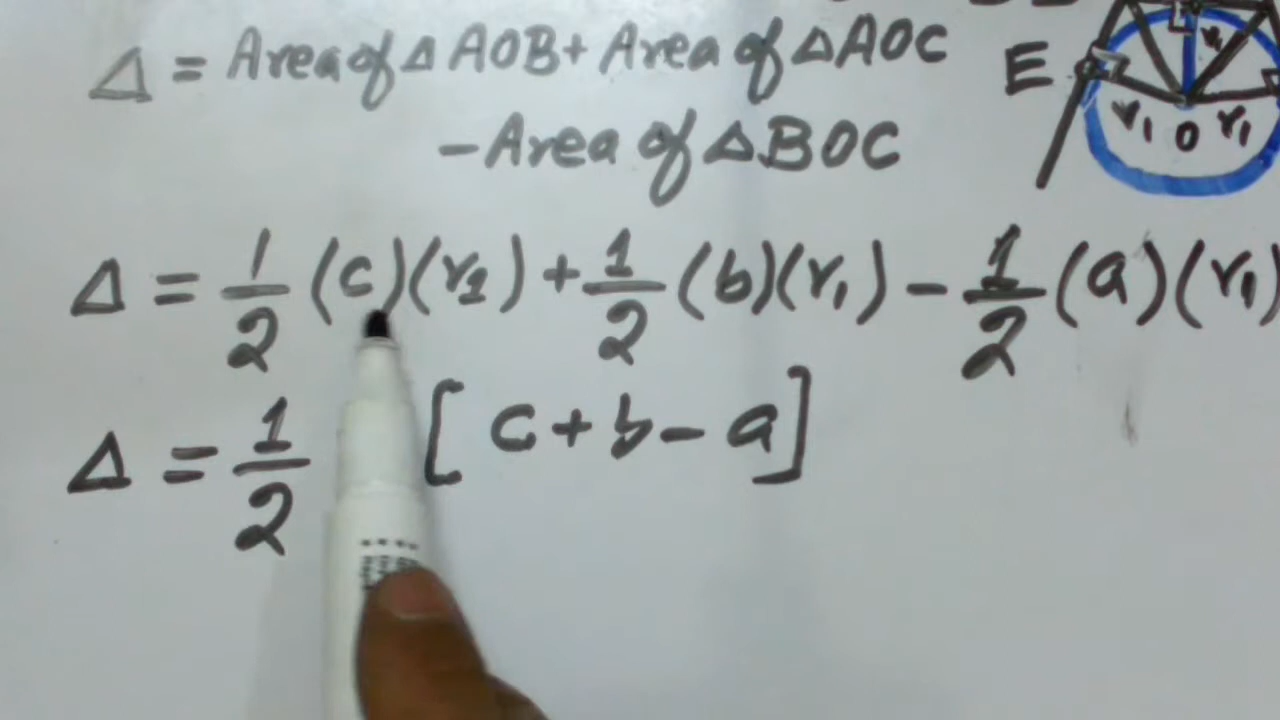 Δ = Area of Δ AOB + Area of Δ AOC
- Area of Δ BOC
E
r1
r1 O r1
Δ = 1/2 (c)(r1) + 1/2 (b)(r1) - 1/2 (a)(r1)
Δ = 1/2 [c + b - a]